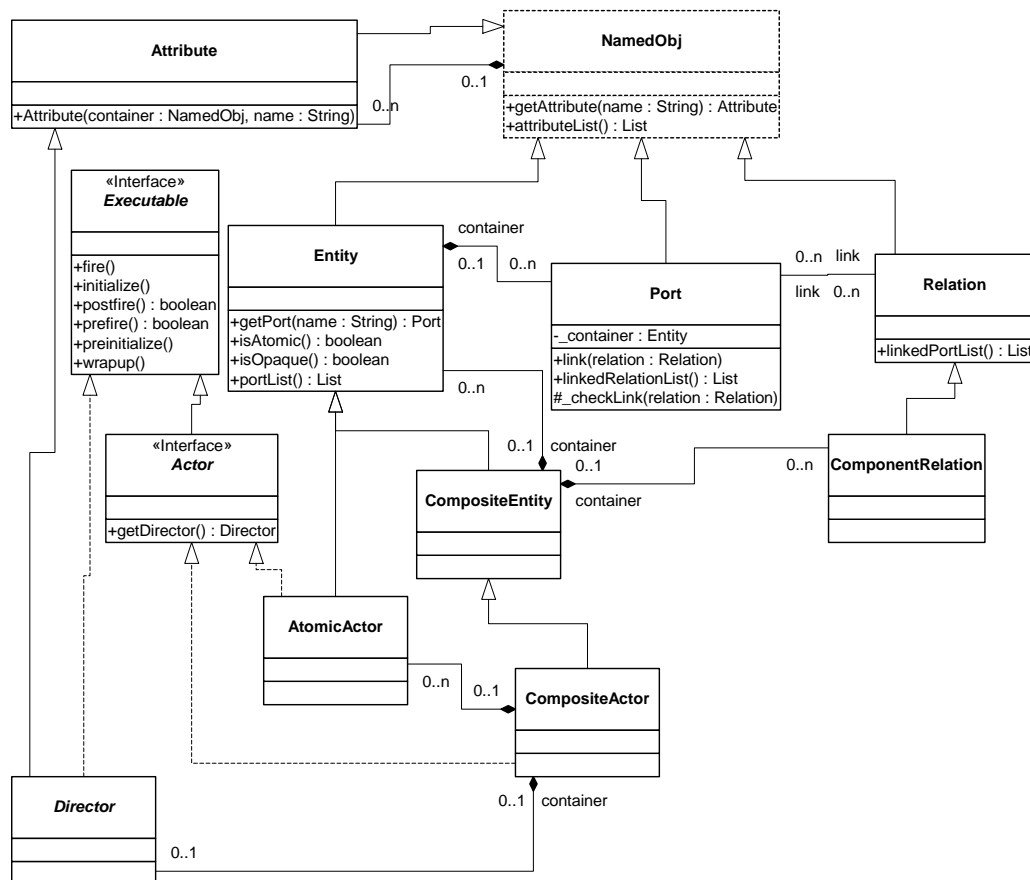 Attribute
+Attribute(container : NamedObj, name : String)
NamedObj
+getAttribute(name : String) : Attribute
+attributeList() : List
0..1
0..n
«Interface»
Executable
+fire()
+initialize()
+postfire() : boolean
+prefire() : boolean
+preinitialize()
+wrapup()
Entity
+getPort(name : String) : Port
+isAtomic() : boolean
+isOpaque() : boolean
+portList() : List
container
0..1
0..n
Port
-_container : Entity
+link(relation : Relation)
+linkedRelationList() : List
#_checkLink(relation : Relation)
0..n
link
link
0..n
Relation
+linkedPortList() : List
«Interface»
Actor
+getDirector() : Director
0..n
0..1
container
CompositeEntity
0..1
container
0..n
ComponentRelation
AtomicActor
0..n
0..1
CompositeActor
0..1
container
Director
0..1